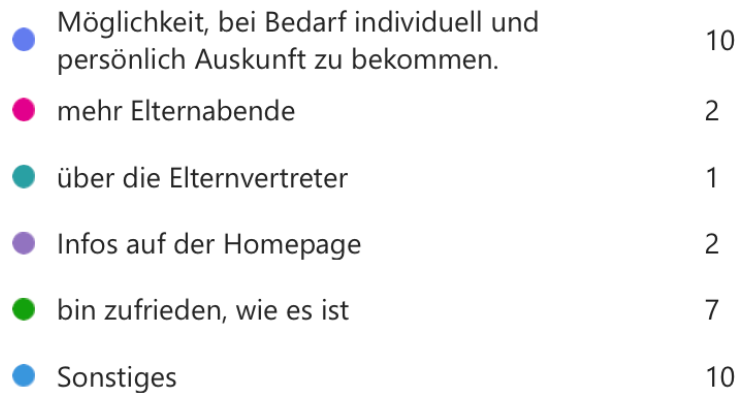 Möglichkeit, bei Bedarf individuell und
persönlich Auskunft zu bekommen. 10
mehr Elternabende 2
über die Elternvertreter 1
Infos auf der Homepage 2
bin zufrieden, wie es ist 7
Sonstiges 10